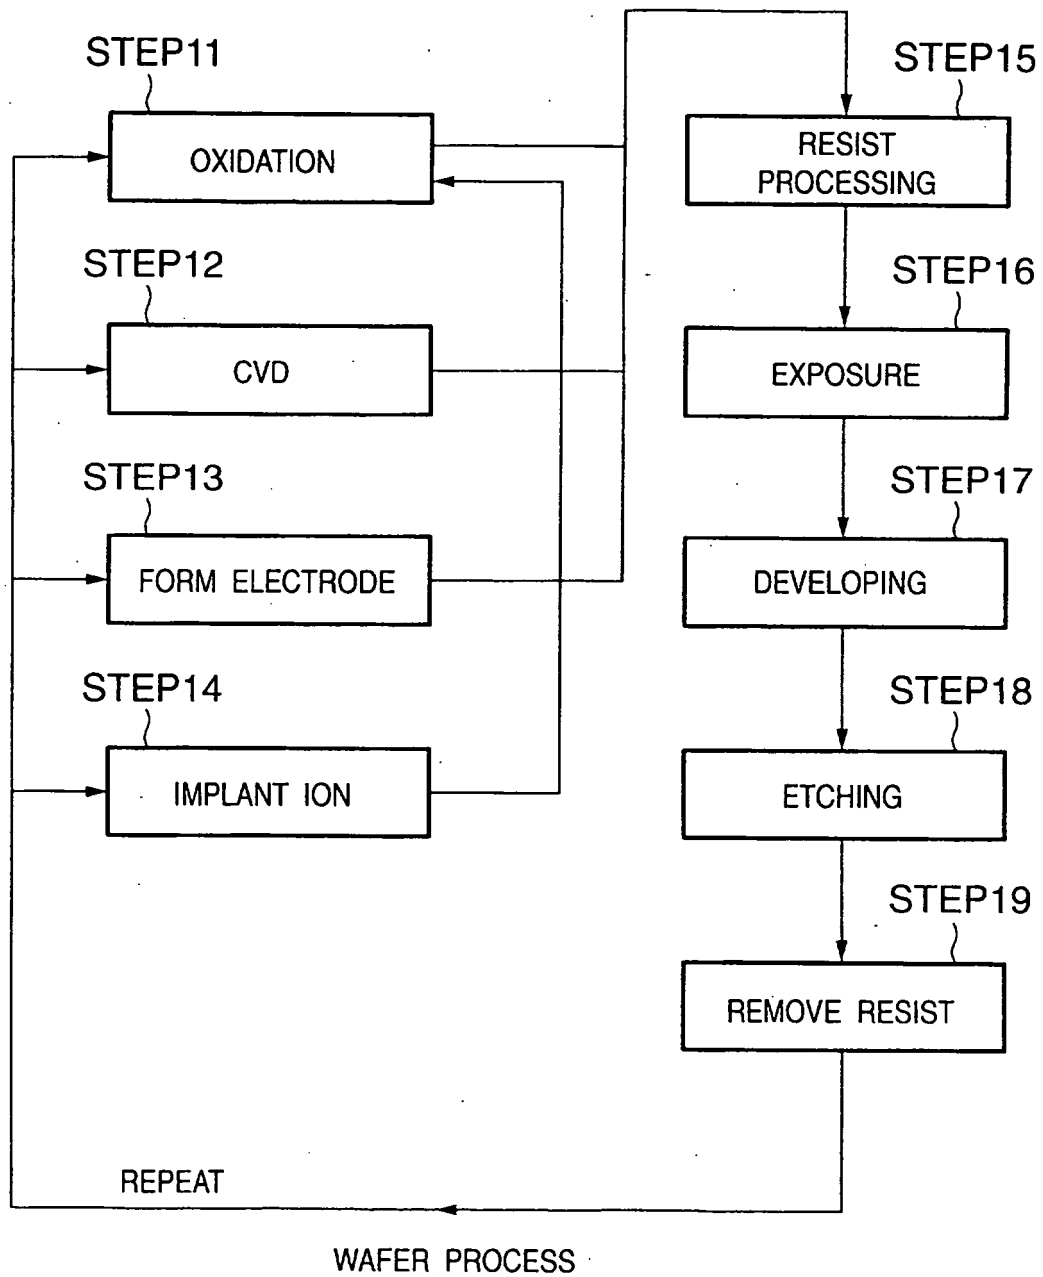 STEP11
OXIDATION
STEP12
CVD
STEP13
FORM ELECTRODE
STEP14
IMPLANT ION
STEP15
RESIST
PROCESSING
STEP16
EXPOSURE
STEP17
DEVELOPING
STEP18
ETCHING
STEP19
REMOVE RESIST
REPEAT
WAFER PROCESS